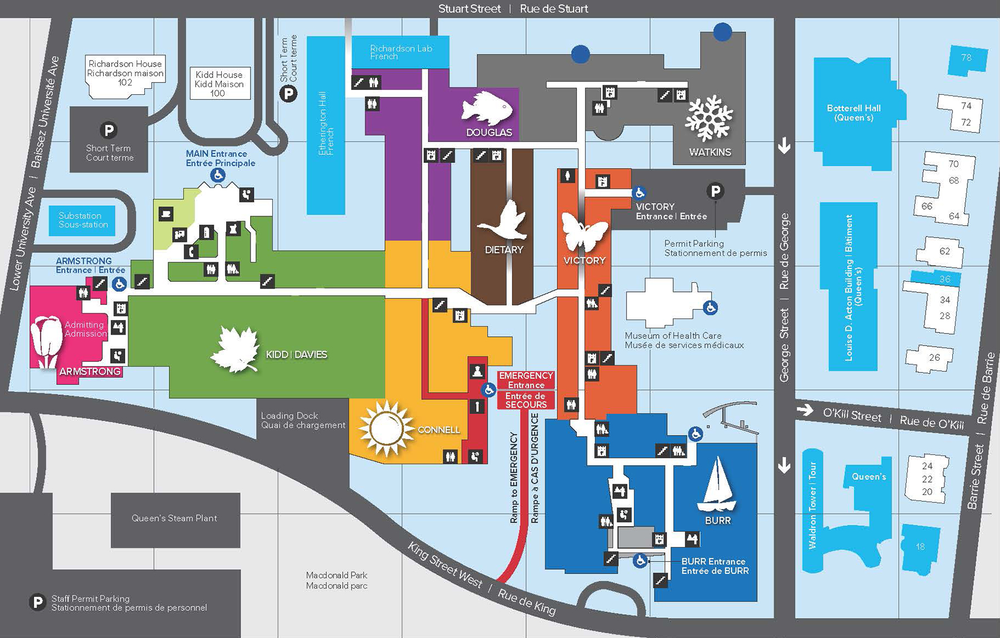 Stuart Street | Rue de Stuart
Lower University Ave | Baissez Université Ave
Richardson House
Richardson maison
102
Kidd House
Kidd Maison
100
Short Term
Court terme
P
P
Short Term
Court terme
MAIN Entrance
Entrée Principale
Substation
Sous-station
ARMSTRONG
Entrance | Entrée
Etherington Hall
French
Richardson Lab
French
DOUGLAS
WATKINS
DIETARY
VICTORY
VICTORY
Entrance | Entrée
P
Permit Parking
Stationnement de permis
Museum of Health Care
Musée de services médicaux
Admitting
Admission
ARMSTRONG
KIDD | DAVIES
Loading Dock
Quai de chargement
CONNELL
EMERGENCY
Entrance
Entrée de
SECOURS
Ramp to EMERGENCY
Rampe à CAS D'URGENCE
BURR
BURR Entrance
Entrée de BURR
Queen's Steam Plant
P
Staff Permit Parking
Stationnement de permis de personnel
Macdonald Park
Macdonald parc
King Street West | Rue de King
George Street | Rue de George
Botterell Hall
(Queen's)
Louise D. Acton Building | Bâtiment
(Queen's)
O'Kill Street | Rue de O'Kill
Waldron Tower | Tour
Queen's
Barrie Street | Rue de Barrie
78
74
72
70
68
66
64
62
36
34
28
26
24
22
20
18